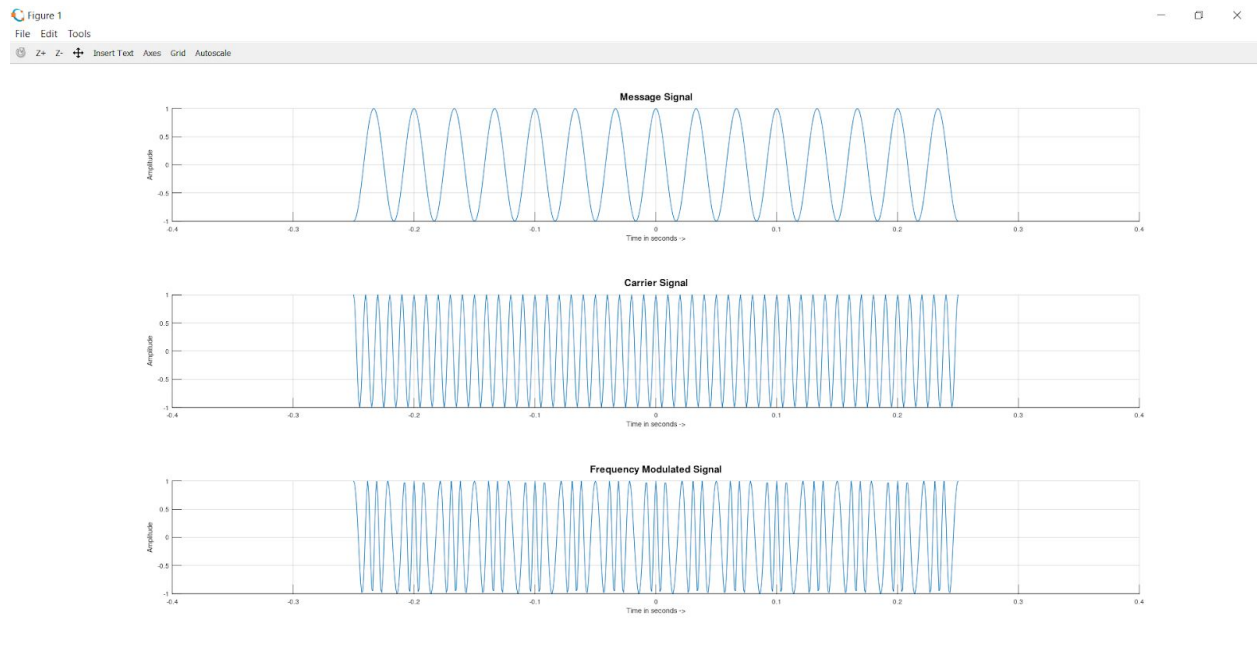 Figure 1
File Edit Tools
Z+ Z- Insert Text Axes Grid Autoscale
Message Signal
1
0.5
0
-0.5
-1
Amplitude
-0.4 -0.3 -0.2 -0.1 0 0.1 0.2 0.3 0.4
Time in seconds ->
Carrier Signal
1
0.5
0
-0.5
-1
Amplitude
-0.4 -0.3 -0.2 -0.1 0 0.1 0.2 0.3 0.4
Time in seconds ->
Frequency Modulated Signal
1
0.5
0
-0.5
-1
Amplitude
-0.4 -0.3 -0.2 -0.1 0 0.1 0.2 0.3 0.4
Time in seconds ->